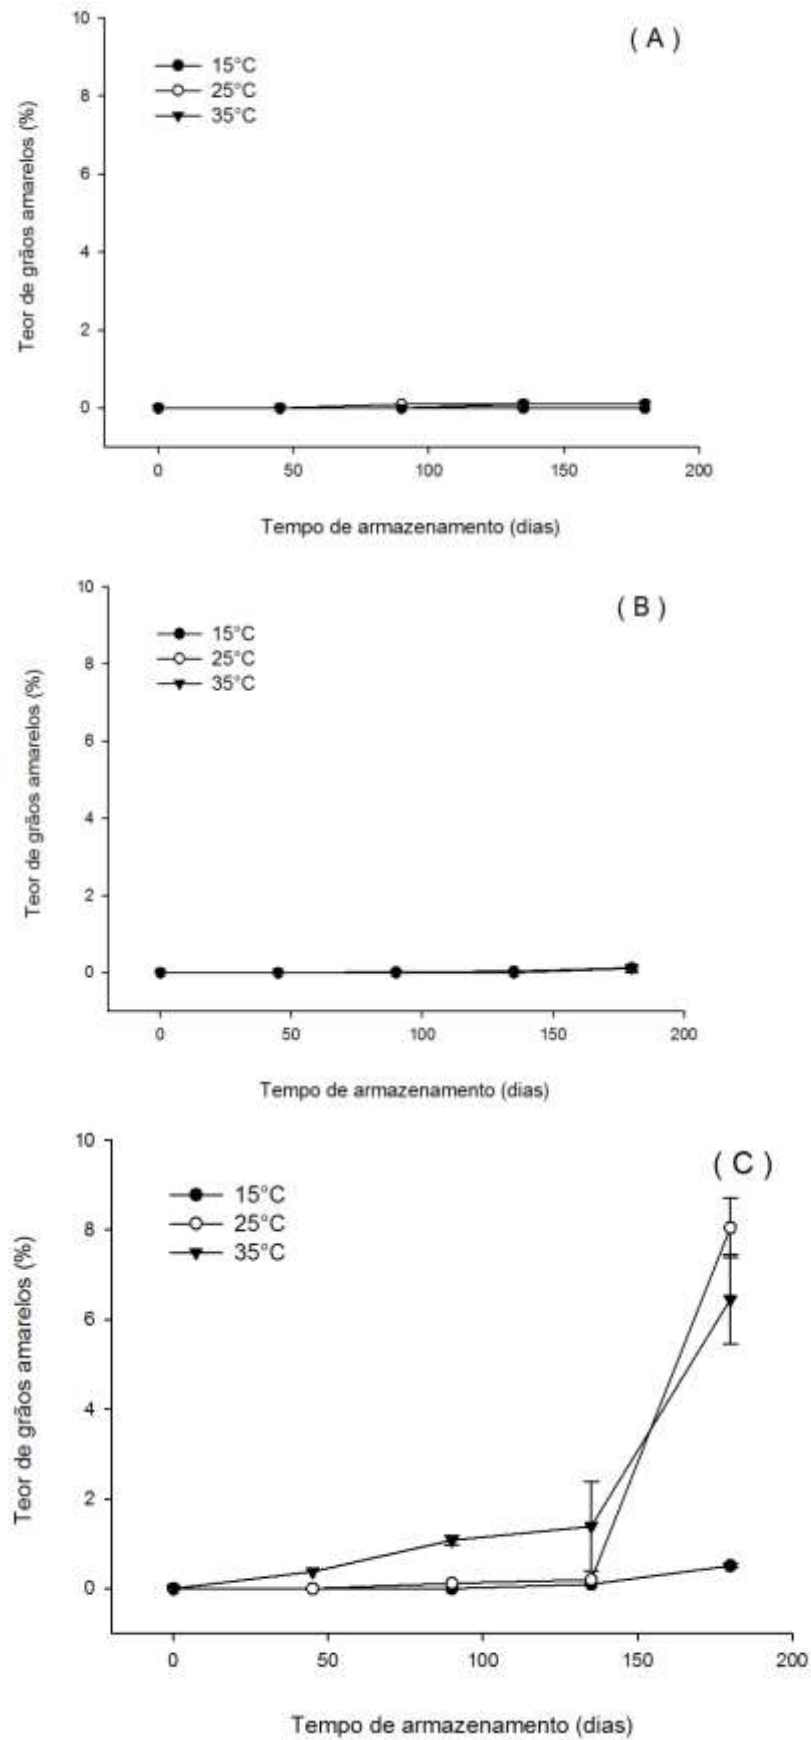 ( A )
15°C
25°C
35°C
Teor de grãos amarelos (%)
10
8
6
4
2
0
0 50 100 150 200
Tempo de armazenamento (dias)
( B )
15°C
25°C
35°C
Teor de grãos amarelos (%)
10
8
6
4
2
0
0 50 100 150 200
Tempo de armazenamento (dias)
( C )
15°C
25°C
35°C
Teor de grãos amarelos (%)
10
8
6
4
2
0
0 50 100 150 200
Tempo de armazenamento (dias)